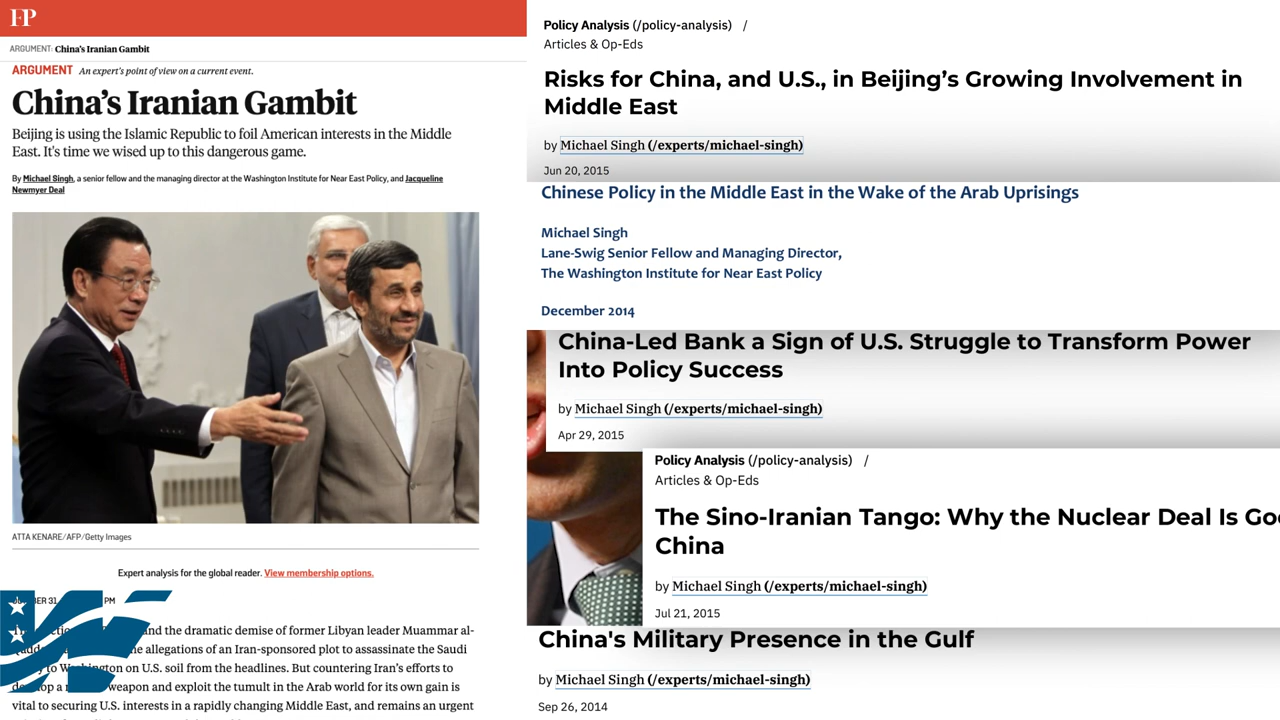 FP
ARGUMENT: China's Iranian Gambit
ARGUMENT An expert's point of view on a current event.
China's Iranian Gambit
Beijing is using the Islamic Republic to foil American interests in the Middle
East. It's time we wised up to this dangerous game.
By Michael Singh, a senior fellow and the managing director at the Washington Institute for Near East Policy, and Jacqueline
Newmyer Deal
ATTA KENARE/AFP/Getty Images
Expert analysis for the global reader. View membership options.
31, PM
and the dramatic demise of former Libyan leader Muammar al-
allegations of an Iran-sponsored plot to assassinate the Saudi
to Washington on U.S. soil from the headlines. But countering Iran's efforts to
weapon and exploit the tumult in the Arab world for its own gain is
vital to securing U.S. interests in a rapidly changing Middle East, and remains an urgent
Policy Analysis (/policy-analysis) /
Articles & Op-Eds
Risks for China, and U.S., in Beijing's Growing Involvement in
Middle East
by Michael Singh (/experts/michael-singh)
Jun 20, 2015
Chinese Policy in the Middle East in the Wake of the Arab Uprisings
Michael Singh
Lane-Swig Senior Fellow and Managing Director,
The Washington Institute for Near East Policy
December 2014
China-Led Bank a Sign of U.S. Struggle to Transform Power
Into Policy Success
by Michael Singh (/experts/michael-singh)
Apr 29, 2015
Policy Analysis (/policy-analysis) /
Articles & Op-Eds
The Sino-Iranian Tango: Why the Nuclear Deal Is Go
China
by Michael Singh (/experts/michael-singh)
Jul 21, 2015
China's Military Presence in the Gulf
by Michael Singh (/experts/michael-singh)
Sep 26, 2014